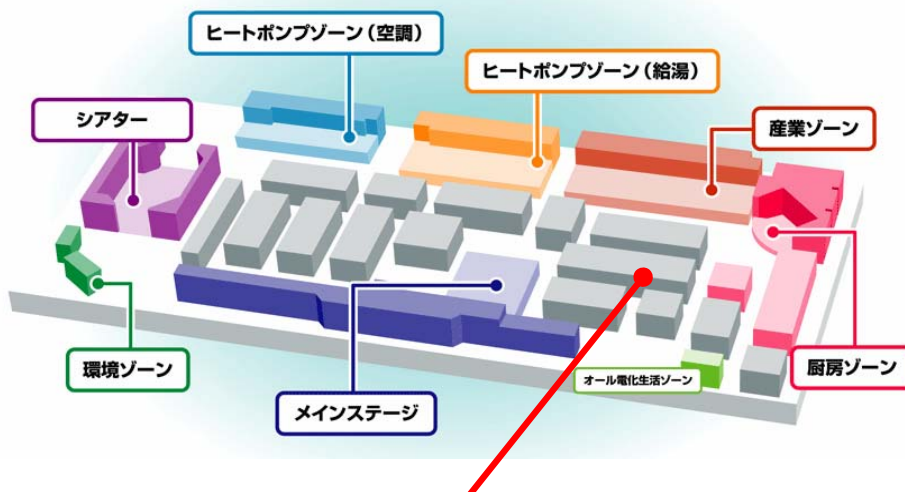 ヒートポンプゾーン(空調)
ヒートポンプゾーン(給湯)
シアター
産業ゾーン
環境ゾーン
メインステージ
オール電化生活ゾーン
厨房ゾーン